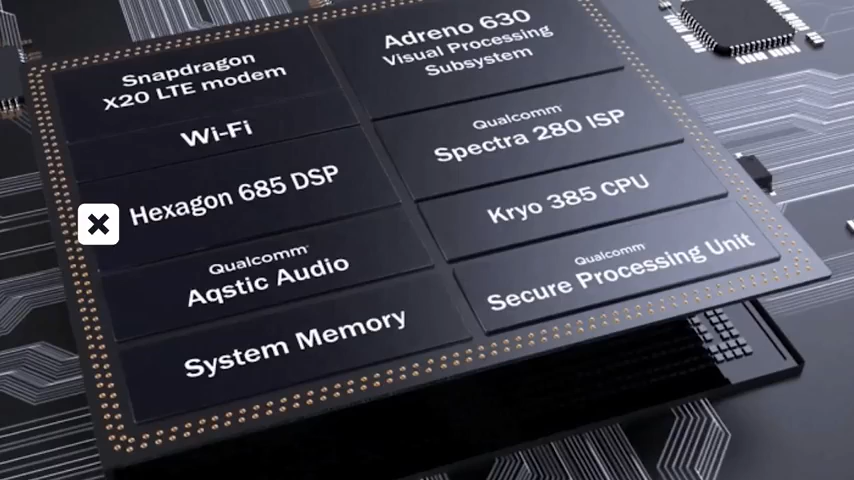 Snapdragon
X20 LTE modem
Wi-Fi
Hexagon 685 DSP
Qualcomm
Aqstic Audio
System Memory
Adreno 630
Visual Processing
Subsystem
Qualcomm
Spectra 280 ISP
Kryo 385 CPU
Qualcomm
Secure Processing Unit